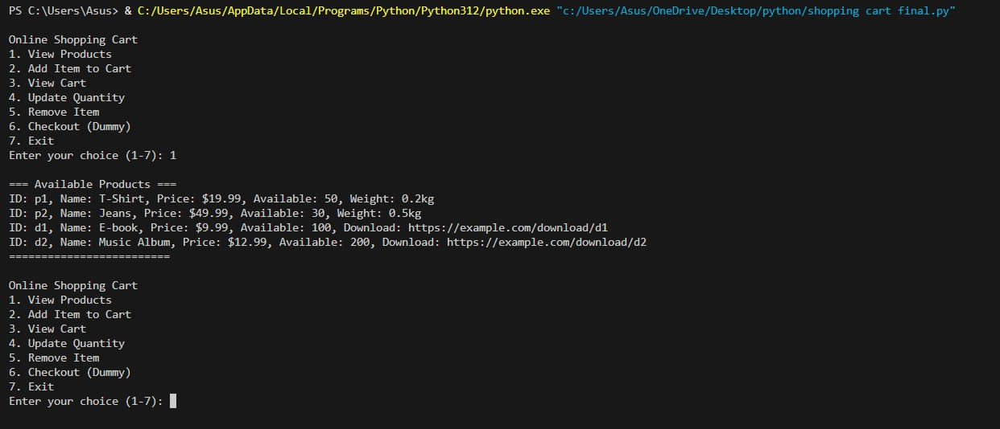 PS C:\Users\Asus> & C:/Users/Asus/AppData/Local/Programs/Python/Python312/python.exe "c:/Users/Asus/OneDrive/Desktop/python/shopping cart final.py"
Online Shopping Cart
1. View Products
2. Add Item to Cart
3. View Cart
4. Update Quantity
5. Remove Item
6. Checkout (Dummy)
7. Exit
Enter your choice (1-7): 1
=== Available Products ===
ID: p1, Name: T-Shirt, Price: $19.99, Available: 50, Weight: 0.2kg
ID: p2, Name: Jeans, Price: $49.99, Available: 30, Weight: 0.5kg
ID: d1, Name: E-book, Price: $9.99, Available: 100, Download: https://example.com/download/d1
ID: d2, Name: Music Album, Price: $12.99, Available: 200, Download: https://example.com/download/d2
=========================
Online Shopping Cart
1. View Products
2. Add Item to Cart
3. View Cart
4. Update Quantity
5. Remove Item
6. Checkout (Dummy)
7. Exit
Enter your choice (1-7):